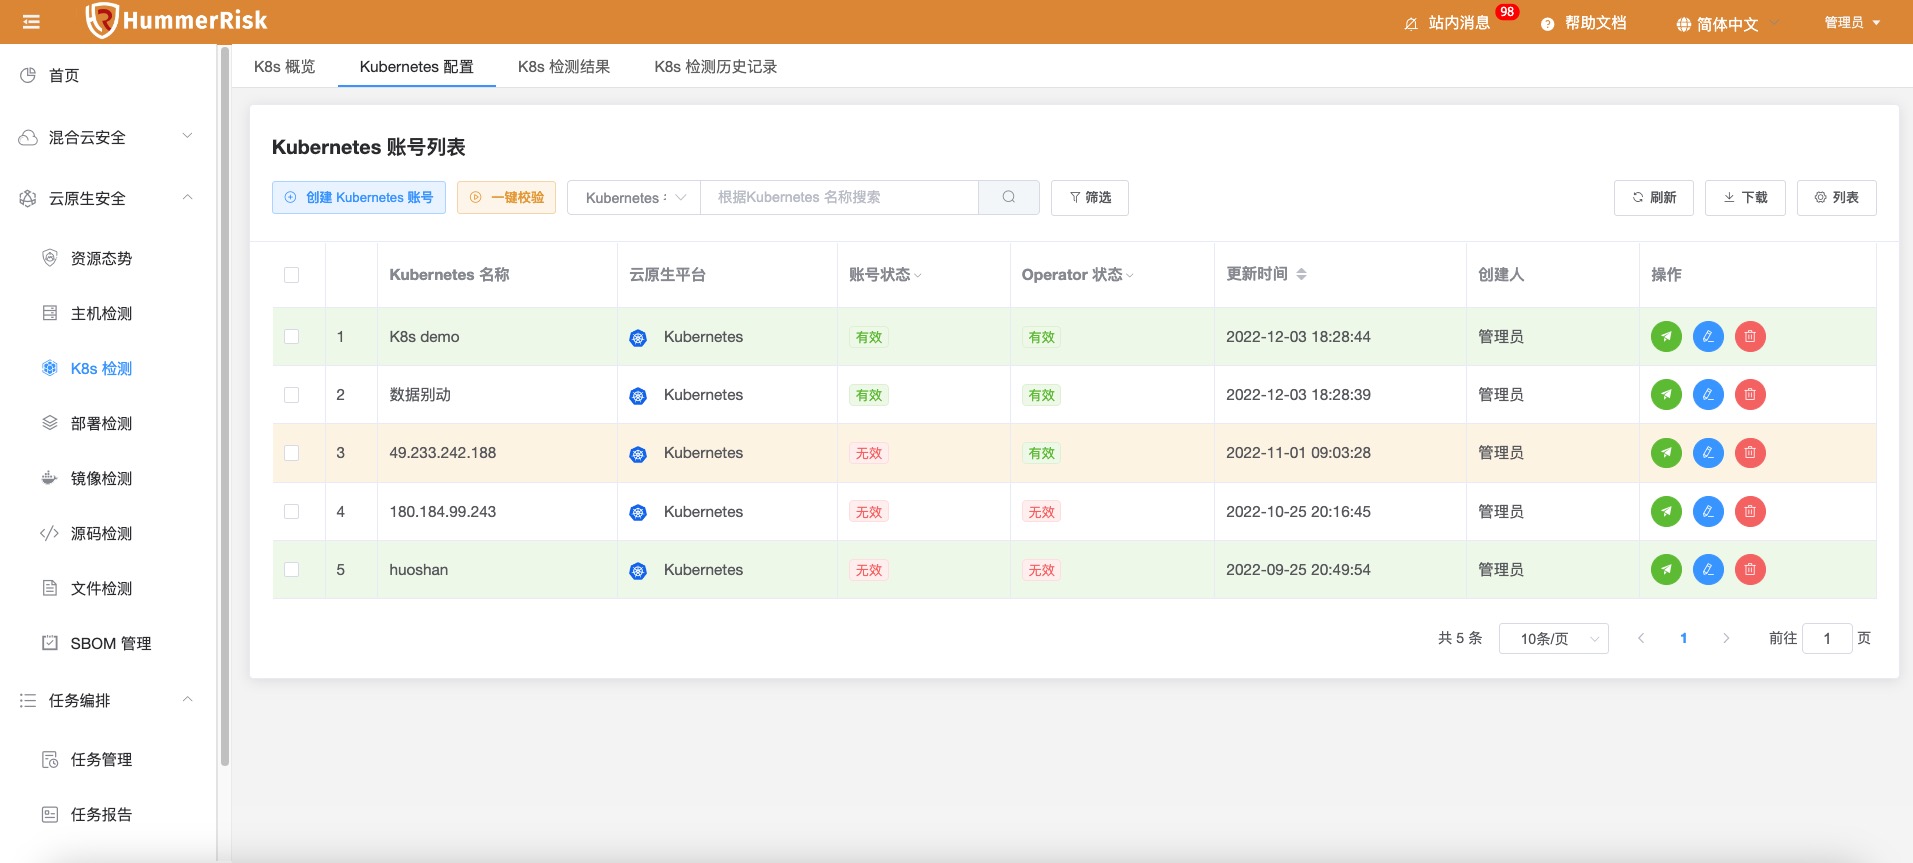 HummerRisk
站内消息 98
帮助文档
简体中文
管理员
首页
混合云安全
云原生安全
资源态势
主机检测
K8s 检测
部署检测
镜像检测
源码检测
文件检测
SBOM 管理
任务编排
任务管理
任务报告
K8s 概览 Kubernetes 配置 K8s 检测结果 K8s 检测历史记录
Kubernetes 账号列表
创建 Kubernetes 账号 一键校验 Kubernetes 根据Kubernetes 名称搜索 筛选 刷新 下载 列表
Kubernetes 名称 云原生平台 账号状态 Operator 状态 更新时间 创建人 操作
1 K8s demo Kubernetes 有效 有效 2022-12-03 18:28:44 管理员
2 数据别动 Kubernetes 有效 有效 2022-12-03 18:28:39 管理员
3 49.233.242.188 Kubernetes 无效 有效 2022-11-01 09:03:28 管理员
4 180.184.99.243 Kubernetes 无效 无效 2022-10-25 20:16:45 管理员
5 huoshan Kubernetes 无效 无效 2022-09-25 20:49:54 管理员
共 5 条 10条/页 1 前往 1 页